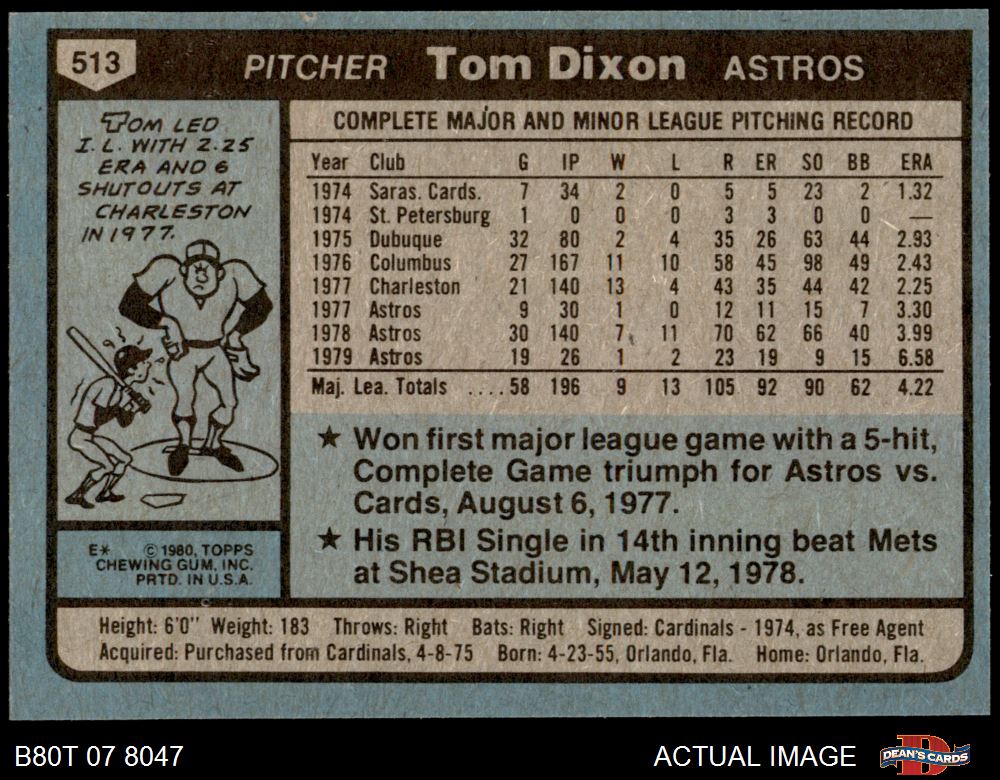 513 PITCHER Tom Dixon ASTROS
TOM LED
I.L. WITH 2.25
ERA AND 6
SHUTOUTS AT
CHARLESTON
IN 1977.
COMPLETE MAJOR AND MINOR LEAGUE PITCHING RECORD
Year Club G IP W L R ER SO BB ERA
1974 Saras. Cards. 7 34 2 0 5 5 23 2 1.32
1974 St. Petersburg 1 0 0 0 3 3 0 0 —
1975 Dubuque 32 80 2 4 35 26 63 44 2.93
1976 Columbus 27 167 11 10 58 45 98 49 2.43
1977 Charleston 21 140 13 4 43 35 44 42 2.25
1977 Astros 9 30 1 0 12 11 15 7 3.30
1978 Astros 30 140 7 11 70 62 66 40 3.99
1979 Astros 19 26 1 2 23 19 9 15 6.58
Maj. Lea. Totals ....58 196 9 13 105 92 90 62 4.22
★ Won first major league game with a 5-hit,
Complete Game triumph for Astros vs.
Cards, August 6, 1977.
★ His RBI Single in 14th inning beat Mets
at Shea Stadium, May 12, 1978.
E* © 1980, TOPPS
CHEWING GUM, INC.
PRTD. IN U.S.A.
Height: 6'0" Weight: 183 Throws: Right Bats: Right Signed: Cardinals - 1974, as Free Agent
Acquired: Purchased from Cardinals, 4-8-75 Born: 4-23-55, Orlando, Fla. Home: Orlando, Fla.
B80T 07 8047 ACTUAL IMAGE DEAN'S CARDS